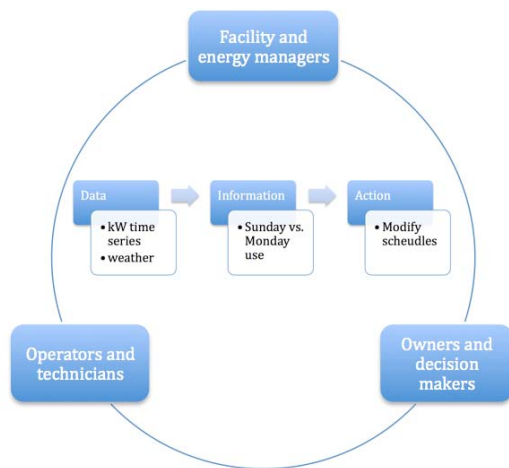 Facility and
energy managers
Data
Information
Action
• kW time
series
• weather
• Sunday vs.
Monday
use
• Modify
scheudles
Operators and
technicians
Owners and
decision
makers